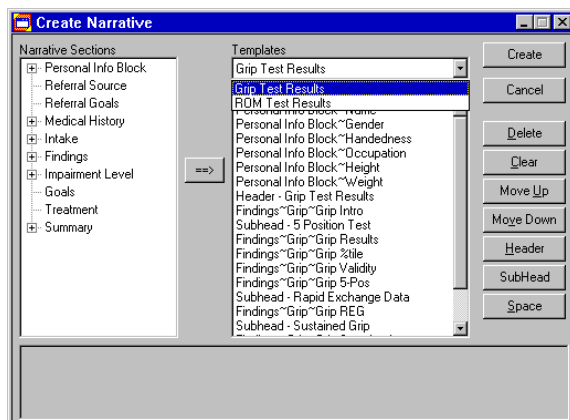 Create Narrative
Narrative Sections
Personal Info Block
Referral Source
Referral Goals
Medical History
Intake
Findings
Impairment Level
Goals
Treatment
Summary
==>
Templates
Grip Test Results
Grip Test Results
ROM Test Results
Personal Info Block~Name
Personal Info Block~Gender
Personal Info Block~Handedness
Personal Info Block~Occupation
Personal Info Block~Height
Personal Info Block~Weight
Header - Grip Test Results
Findings~Grip~Grip Intro
Subhead - 5 Position Test
Findings~Grip~Grip Results
Findings~Grip~Grip %tile
Findings~Grip~Grip Validity
Findings~Grip~Grip 5-Pos
Subhead - Rapid Exchange Data
Findings~Grip~Grip REG
Subhead - Sustained Grip
Create
Cancel
Delete
Clear
Move Up
Move Down
Header
SubHead
Space